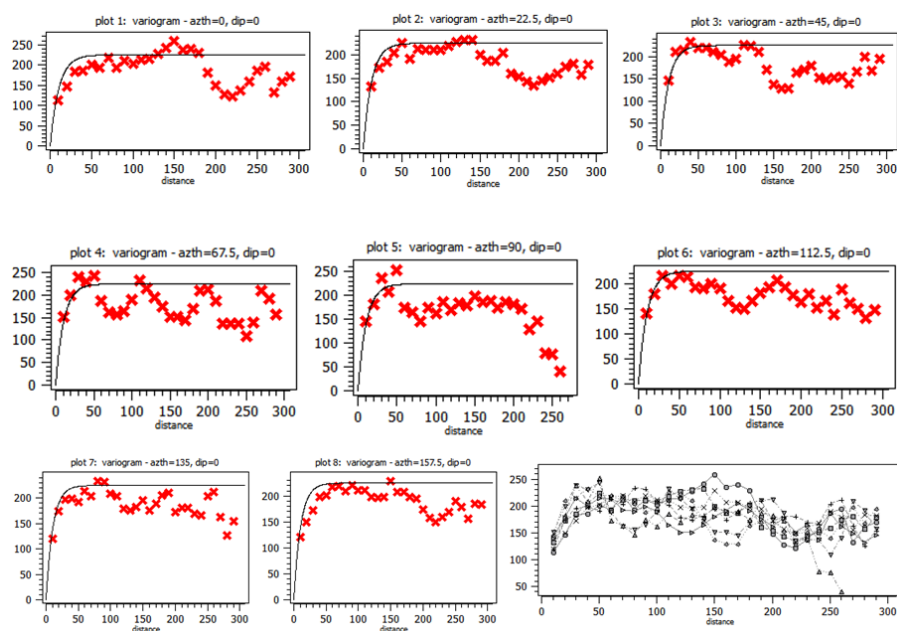 plot 1: variogram - azth=0, dip=0
250
200
150
100
50
0
0 50 100 150 200 250 300
distance
plot 2: variogram - azth=22.5, dip=0
200
150
100
50
0
0 50 100 150 200 250 300
distance
plot 3: variogram - azth=45, dip=0
200
150
100
50
0
0 50 100 150 200 250 300
distance
plot 4: variogram - azth=67.5, dip=0
250
200
150
100
50
0
0 50 100 150 200 250 300
distance
plot 5: variogram - azth=90, dip=0
250
200
150
100
50
0
0 50 100 150 200 250
distance
plot 6: variogram - azth=112.5, dip=0
200
150
100
50
0
0 50 100 150 200 250 300
distance
plot 7: variogram - azth=135, dip=0
200
150
100
50
0
0 50 100 150 200 250 300
distance
plot 8: variogram - azth=157.5, dip=0
200
150
100
50
0
0 50 100 150 200 250 300
distance
250
200
150
100
50
0 50 100 150 200 250 300
distance